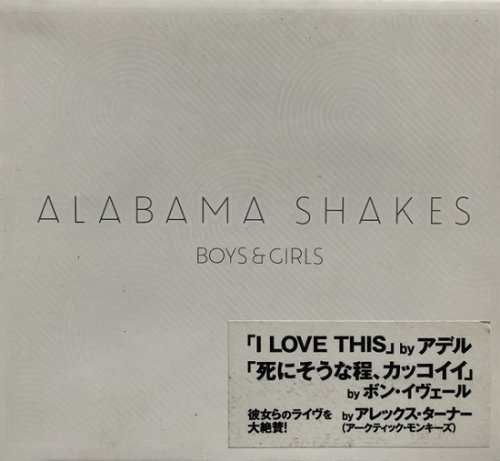 ALABAMA SHAKES
BOYS & GIRLS
「I LOVE THIS」by アデル
「死にそうな程、カッコイイ」
by ボン・イヴェール
彼女らのライヴを by アレックス・ターナー
大絶賛! (アークティック・モンキーズ)